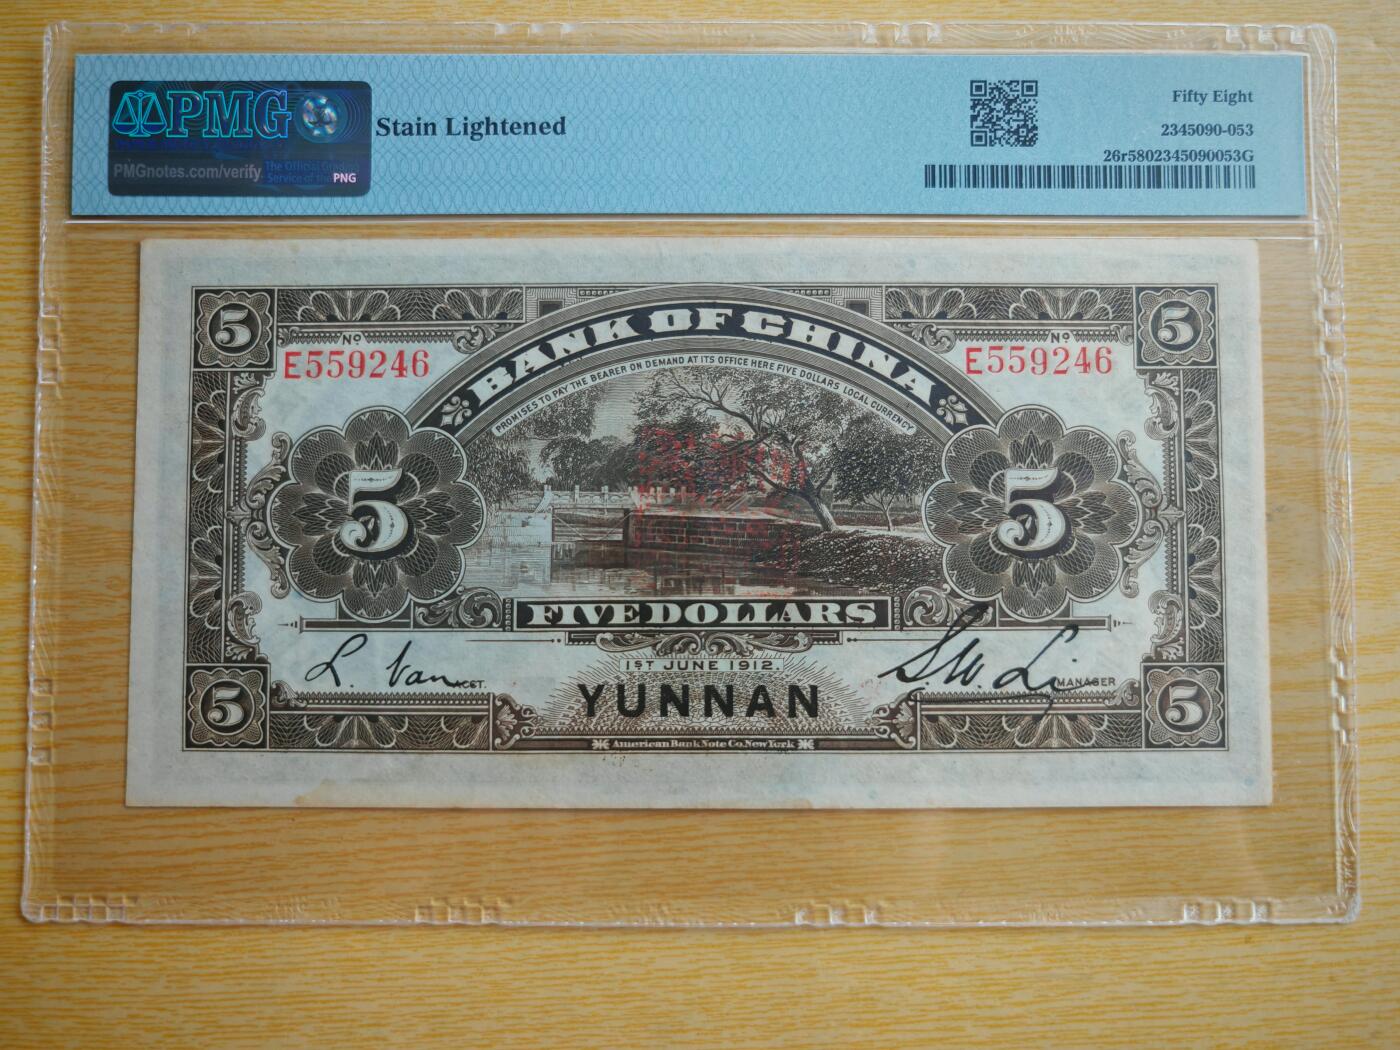 PMG
PMGnotes.com/verify
The Official Grading
Service of the PNG
Stain Lightened
Fifty Eight
2345090-053
26r5802345090053G
5
5
Nº
E559246
Nº
E559246
BANK OF CHINA
PROMISES TO PAY THE BEARER ON DEMAND AT ITS OFFICE HERE FIVE DOLLARS LOCAL CURRENCY
5
5
FIVE DOLLARS
L. Van ACCT.
S. W. Li MANAGER
1ST JUNE 1912.
YUNNAN
5
5
American Bank Note Co. New York